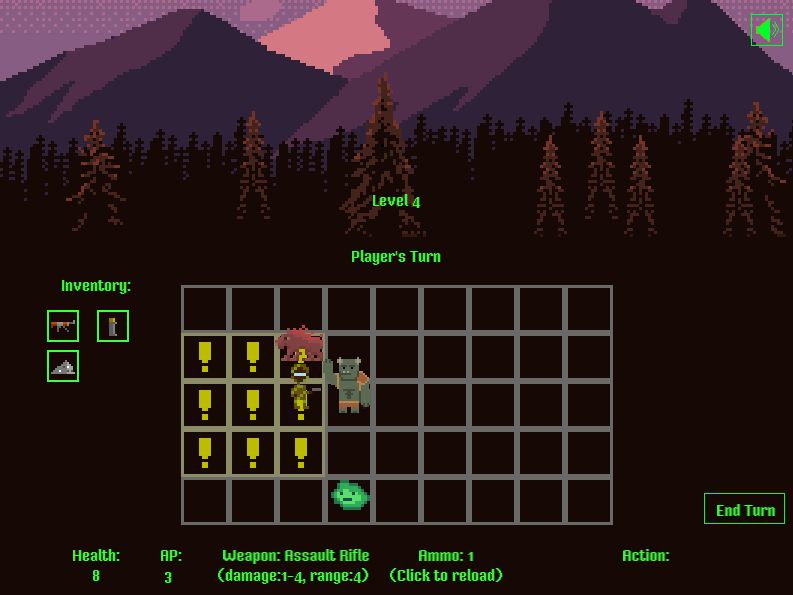 Level 4
Player's Turn
Inventory:
! ! !
! ! !
! ! !
End Turn
Health: AP: Weapon: Assault Rifle Ammo: 1 Action:
8 3 (damage:1-4, range:4) (Click to reload)